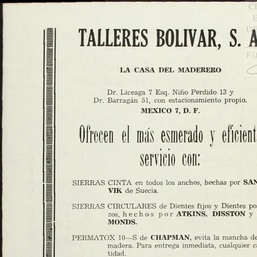 TALLERES BOLIVAR, S. A
LA CASA DEL MADERERO
Dr. Liceaga 7 Esq. Niño Perdido 13 y
Dr. Barragán 51, con estacionamiento propio.
MEXICO 7, D. F.
Ofrecen el más esmerado y eficient
servicio con:
SIERRAS CINTA en todos los anchos, hechas por SAN
VIK de Suecia.
SIERRAS CIRCULARES de Dientes fijos y Dientes po
nos, hechos por ATKINS, DISSTON y
MONDS.
PERMATOX 10—S de CHAPMAN, evita la mancha de
madera. Para entrega inmediata, cualquier c
tidad.